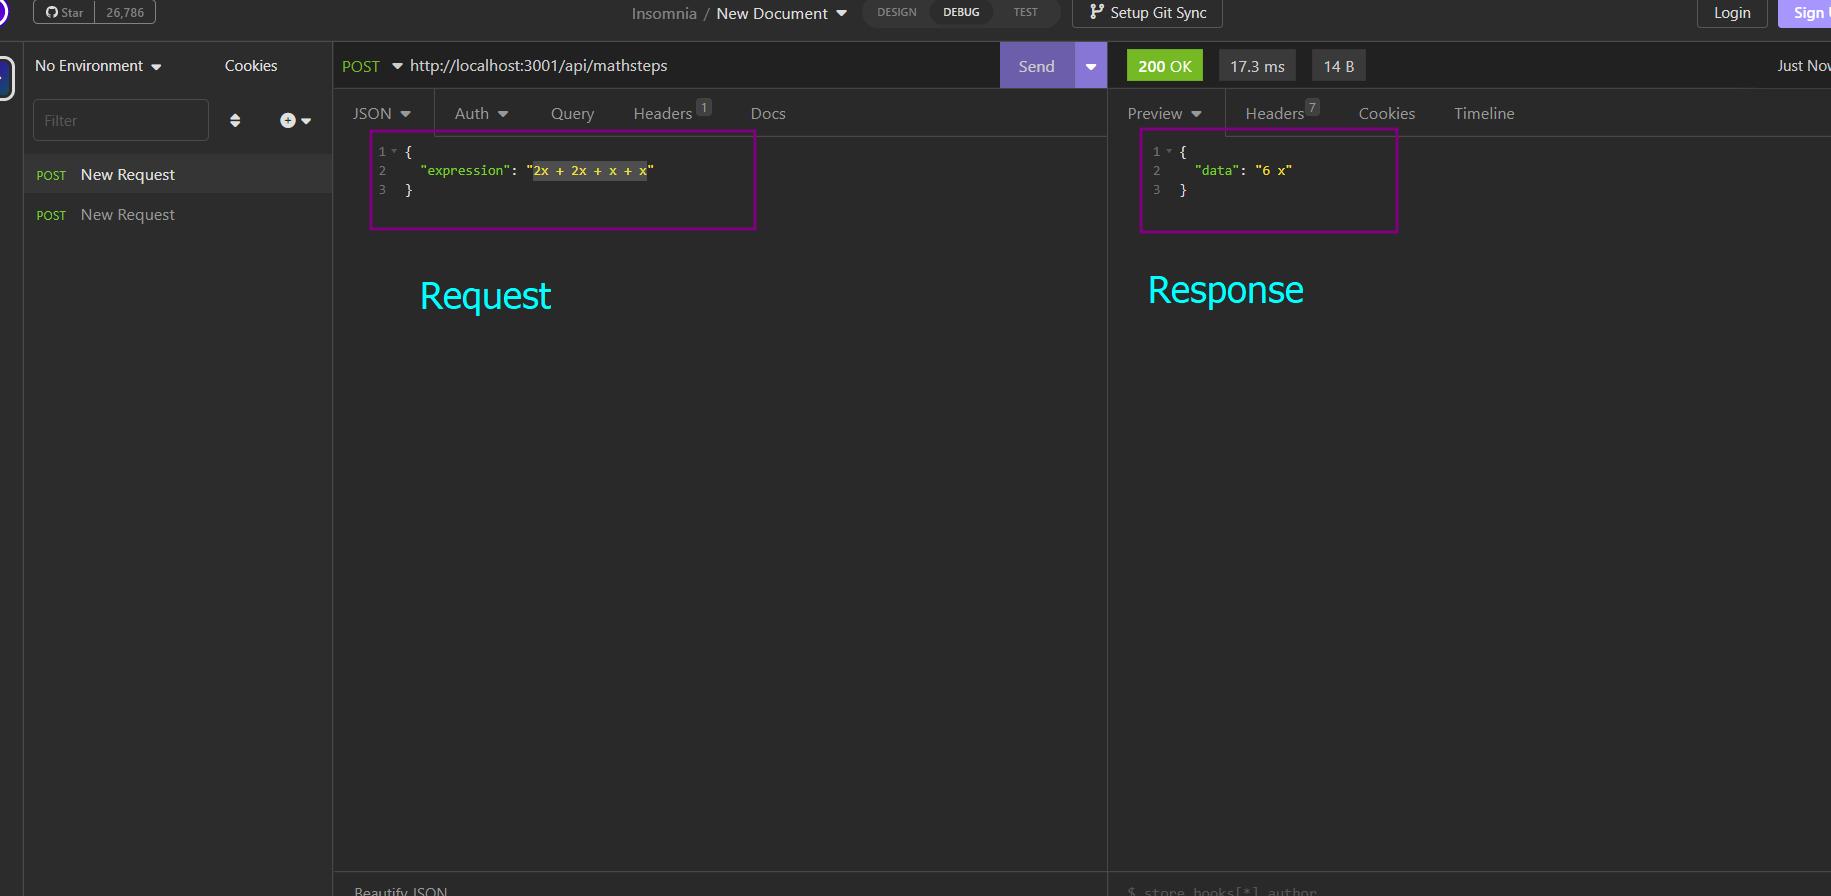 Star 26,786
Insomnia / New Document
DESIGN DEBUG TEST
Setup Git Sync
Login
Sign
No Environment
Cookies
POST http://localhost:3001/api/mathsteps
Send
200 OK
17.3 ms
14 B
Just Now
Filter
JSON
Auth
Query
Headers 1
Docs
Preview
Headers 7
Cookies
Timeline
POST New Request
POST New Request
1 {
2 "expression": "2x + 2x + x + x"
3 }
1 {
2 "data": "6 x"
3 }
Request
Response
Beautify JSON
$.store.books[*].author